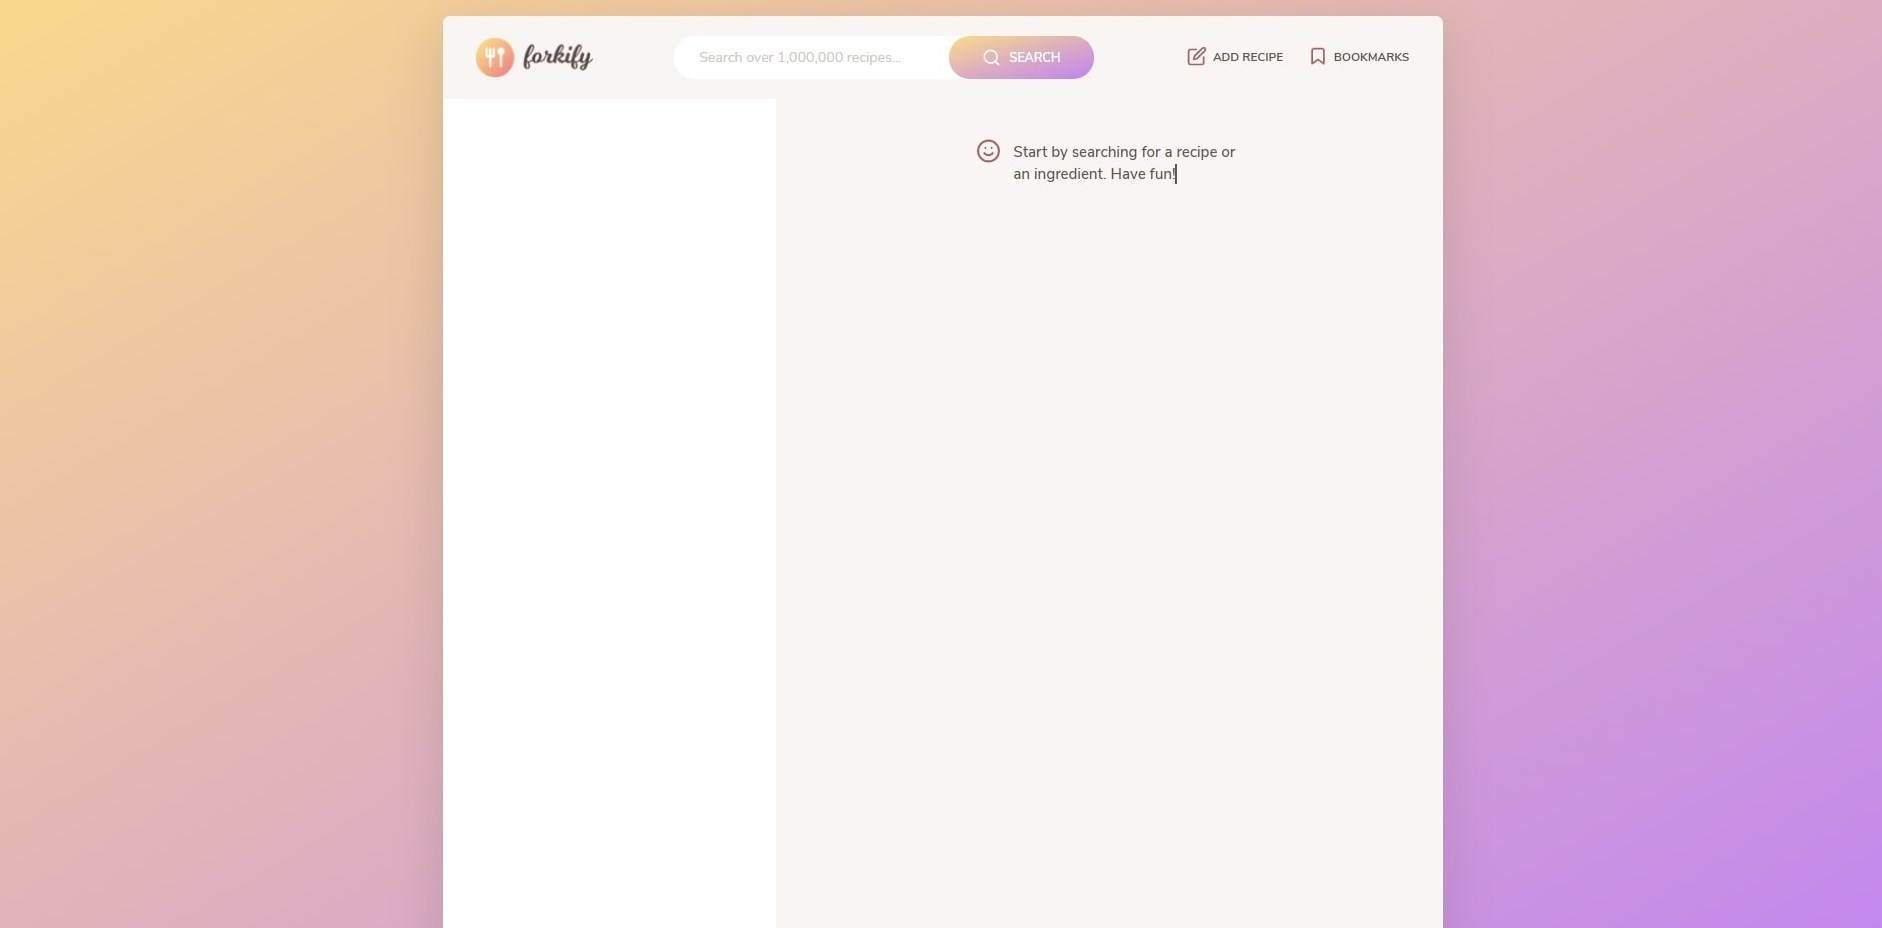 forkify
Search over 1,000,000 recipes...
SEARCH
ADD RECIPE
BOOKMARKS
Start by searching for a recipe or
an ingredient. Have fun!